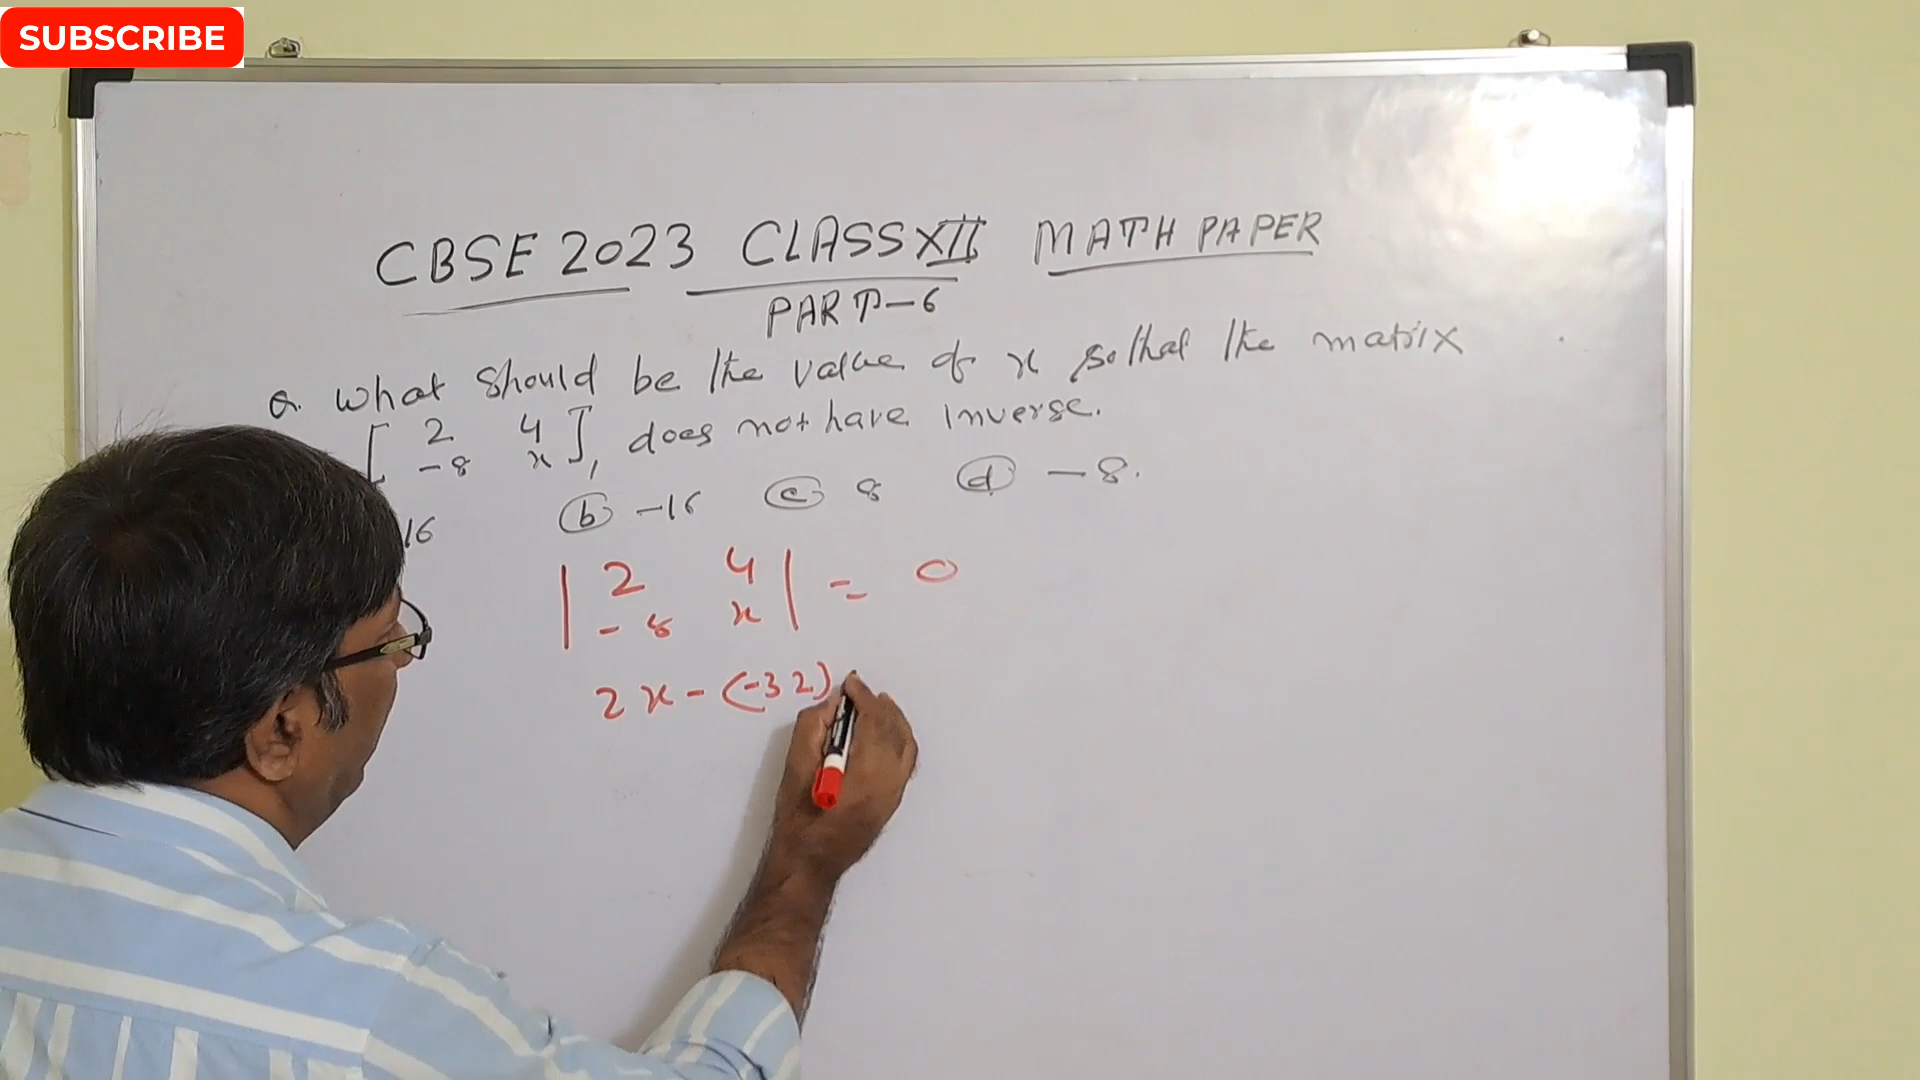 SUBSCRIBE
CBSE 2023 CLASS XII MATH PAPER
PART-6
Q. What should be the value of x so that the matrix
[ 2 4 ]
-8 x , does not have inverse.
16 (b) -16 (c) 8 (d) -8.
| 2 4 | = 0
-8 x
2x-(-32)